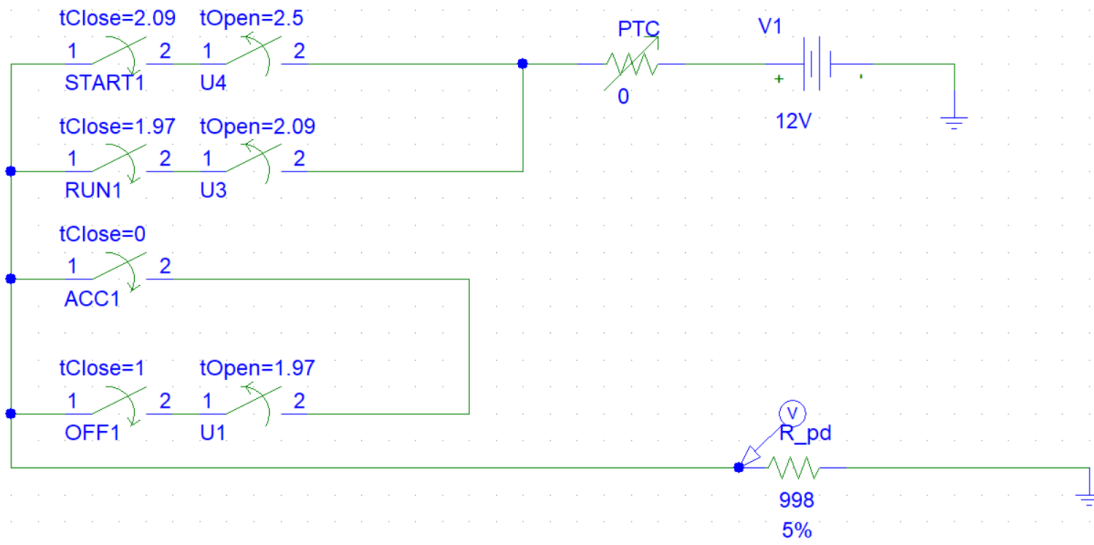 tClose=2.09 tOpen=2.5
PTC
V1
1 2 1 2
START1 U4
0
+ -
12V
tClose=1.97 tOpen=2.09
1 2 1 2
RUN1 U3
tClose=0
1 2
ACC1
tClose=1 tOpen=1.97
1 2 1 2
OFF1 U1
V
R_pd
998
5%